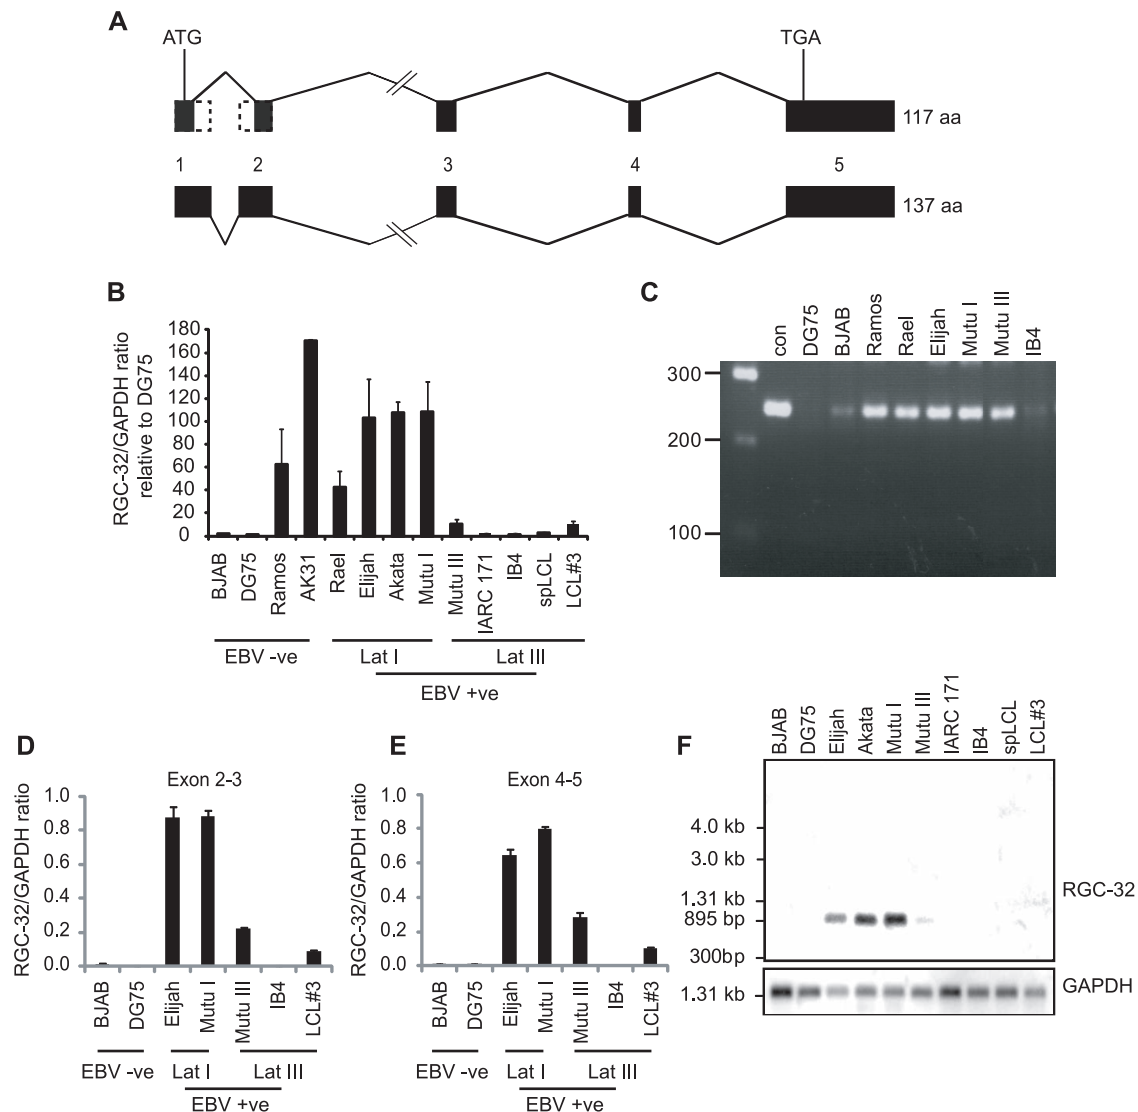 A
ATG
TGA
117 aa
1 2 3 4 5
137 aa
B
RGC-32/GAPDH ratio
relative to DG75
180
160
140
120
100
80
60
40
20
0
BJAB
DG75
Ramos
AK31
Rael
Elijah
Akata
Mutu I
Mutu III
IARC 171
IB4
spLCL
LCL#3
EBV -ve
Lat I
Lat III
EBV +ve
C
con
DG75
BJAB
Ramos
Rael
Elijah
Mutu I
Mutu III
IB4
300
200
100
D
Exon 2-3
RGC-32/GAPDH ratio
1.0
0.8
0.6
0.4
0.2
0.0
BJAB
DG75
Elijah
Mutu I
Mutu III
IB4
LCL#3
EBV -ve
Lat I
Lat III
EBV +ve
E
Exon 4-5
RGC-32/GAPDH ratio
1.0
0.8
0.6
0.4
0.2
0.0
BJAB
DG75
Elijah
Mutu I
Mutu III
IB4
LCL#3
EBV -ve
Lat I
Lat III
EBV +ve
F
BJAB
DG75
Elijah
Akata
Mutu I
Mutu III
IARC 171
IB4
spLCL
LCL#3
4.0 kb
3.0 kb
1.31 kb
895 bp
300bp
RGC-32
1.31 kb
GAPDH